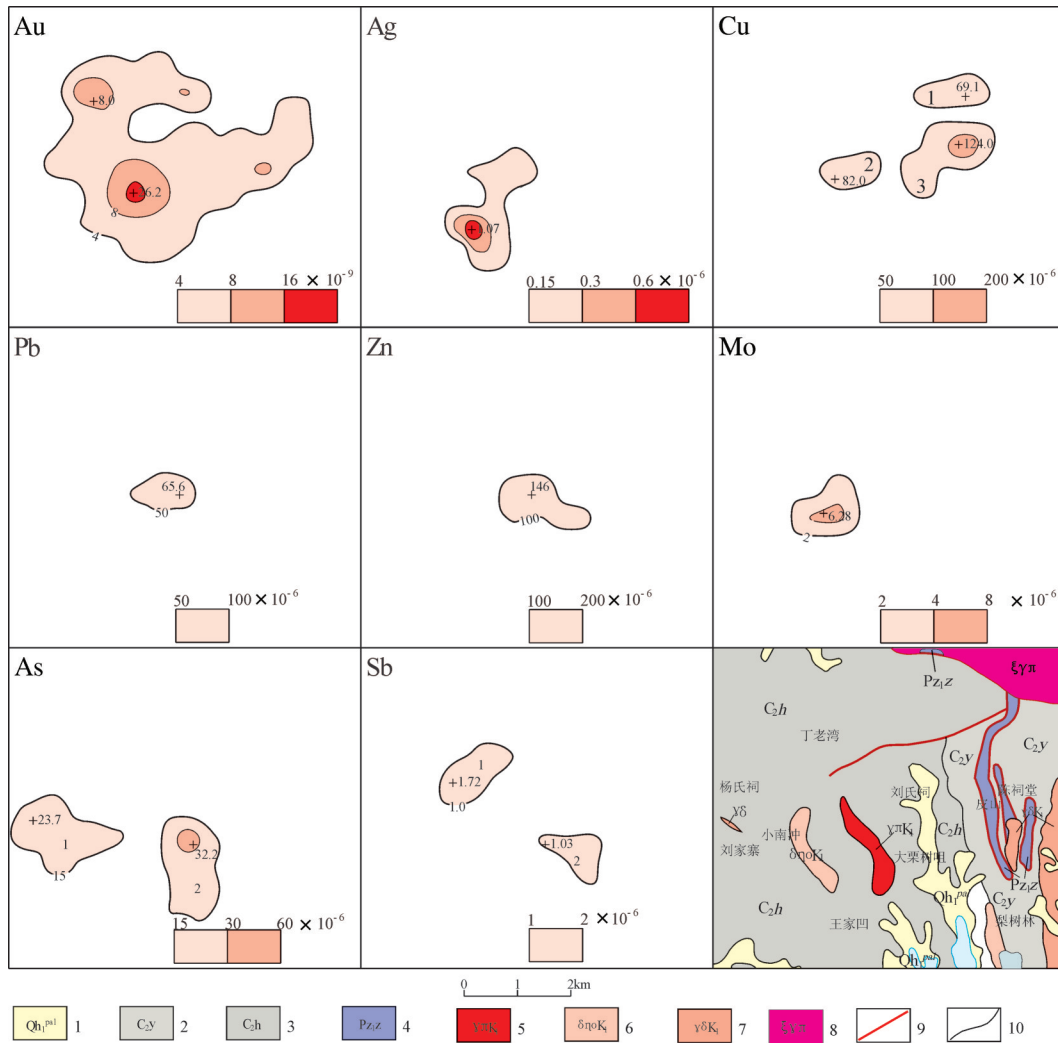 Au
+8.0
16.2
8
4
4 8 16 × 10⁻⁹
Ag
1.07
0.15 0.3 0.6 × 10⁻⁶
Cu
69.1
1
+124.0
2
82.0
3
50 100 200 × 10⁻⁶
Pb
65.6
50
50 100 × 10⁻⁶
Zn
146
100
100 200 × 10⁻⁶
Mo
6.28
2
2 4 8 × 10⁻⁶
As
+23.7
1
15
32.2
2
15 30 60 × 10⁻⁶
Sb
1
+1.72
1.0
+1.03
2
1 2 × 10⁻⁶
ξγπ
Pz₁z
C₂h
丁老湾
C₂y
C₂y
杨氏祠
刘氏祠
陈祠堂
皮山
γδ
γδK₁
小南冲
γπK₁
C₂h
刘家寨
δηοK₁
大栗树咀
Pz₁z
C₂h
Qh₁ᵖᵃˡ
C₂y
王家凹
梨树林
Qh₁ᵖᵃˡ
0 1 2km
Qh₁ᵖᵃˡ 1
C₂y 2
C₂h 3
Pz₁z 4
γπK₁ 5
δηοK₁ 6
γδK₁ 7
ξγπ 8
9
10